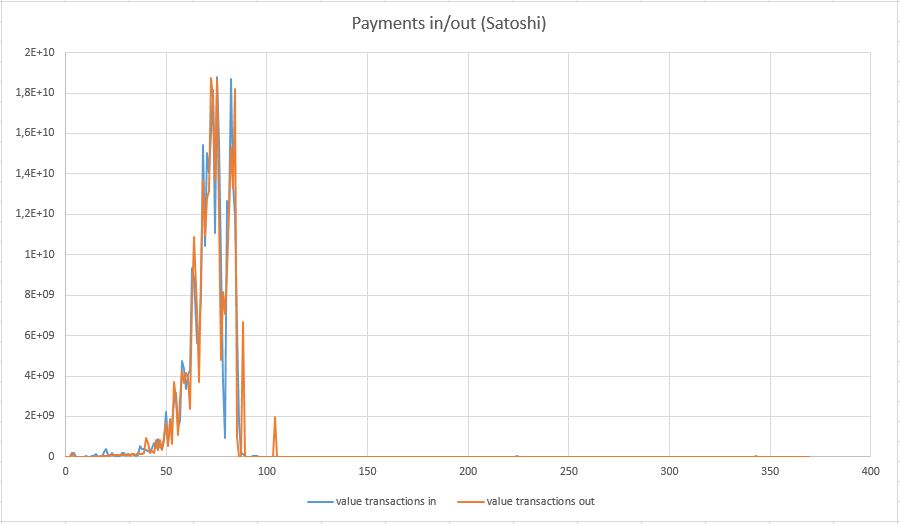 Payments in/out (Satoshi)
2E+10
1,8E+10
1,6E+10
1,4E+10
1,2E+10
1E+10
8E+09
6E+09
4E+09
2E+09
0
0 50 100 150 200 250 300 350 400
value transactions in value transactions out